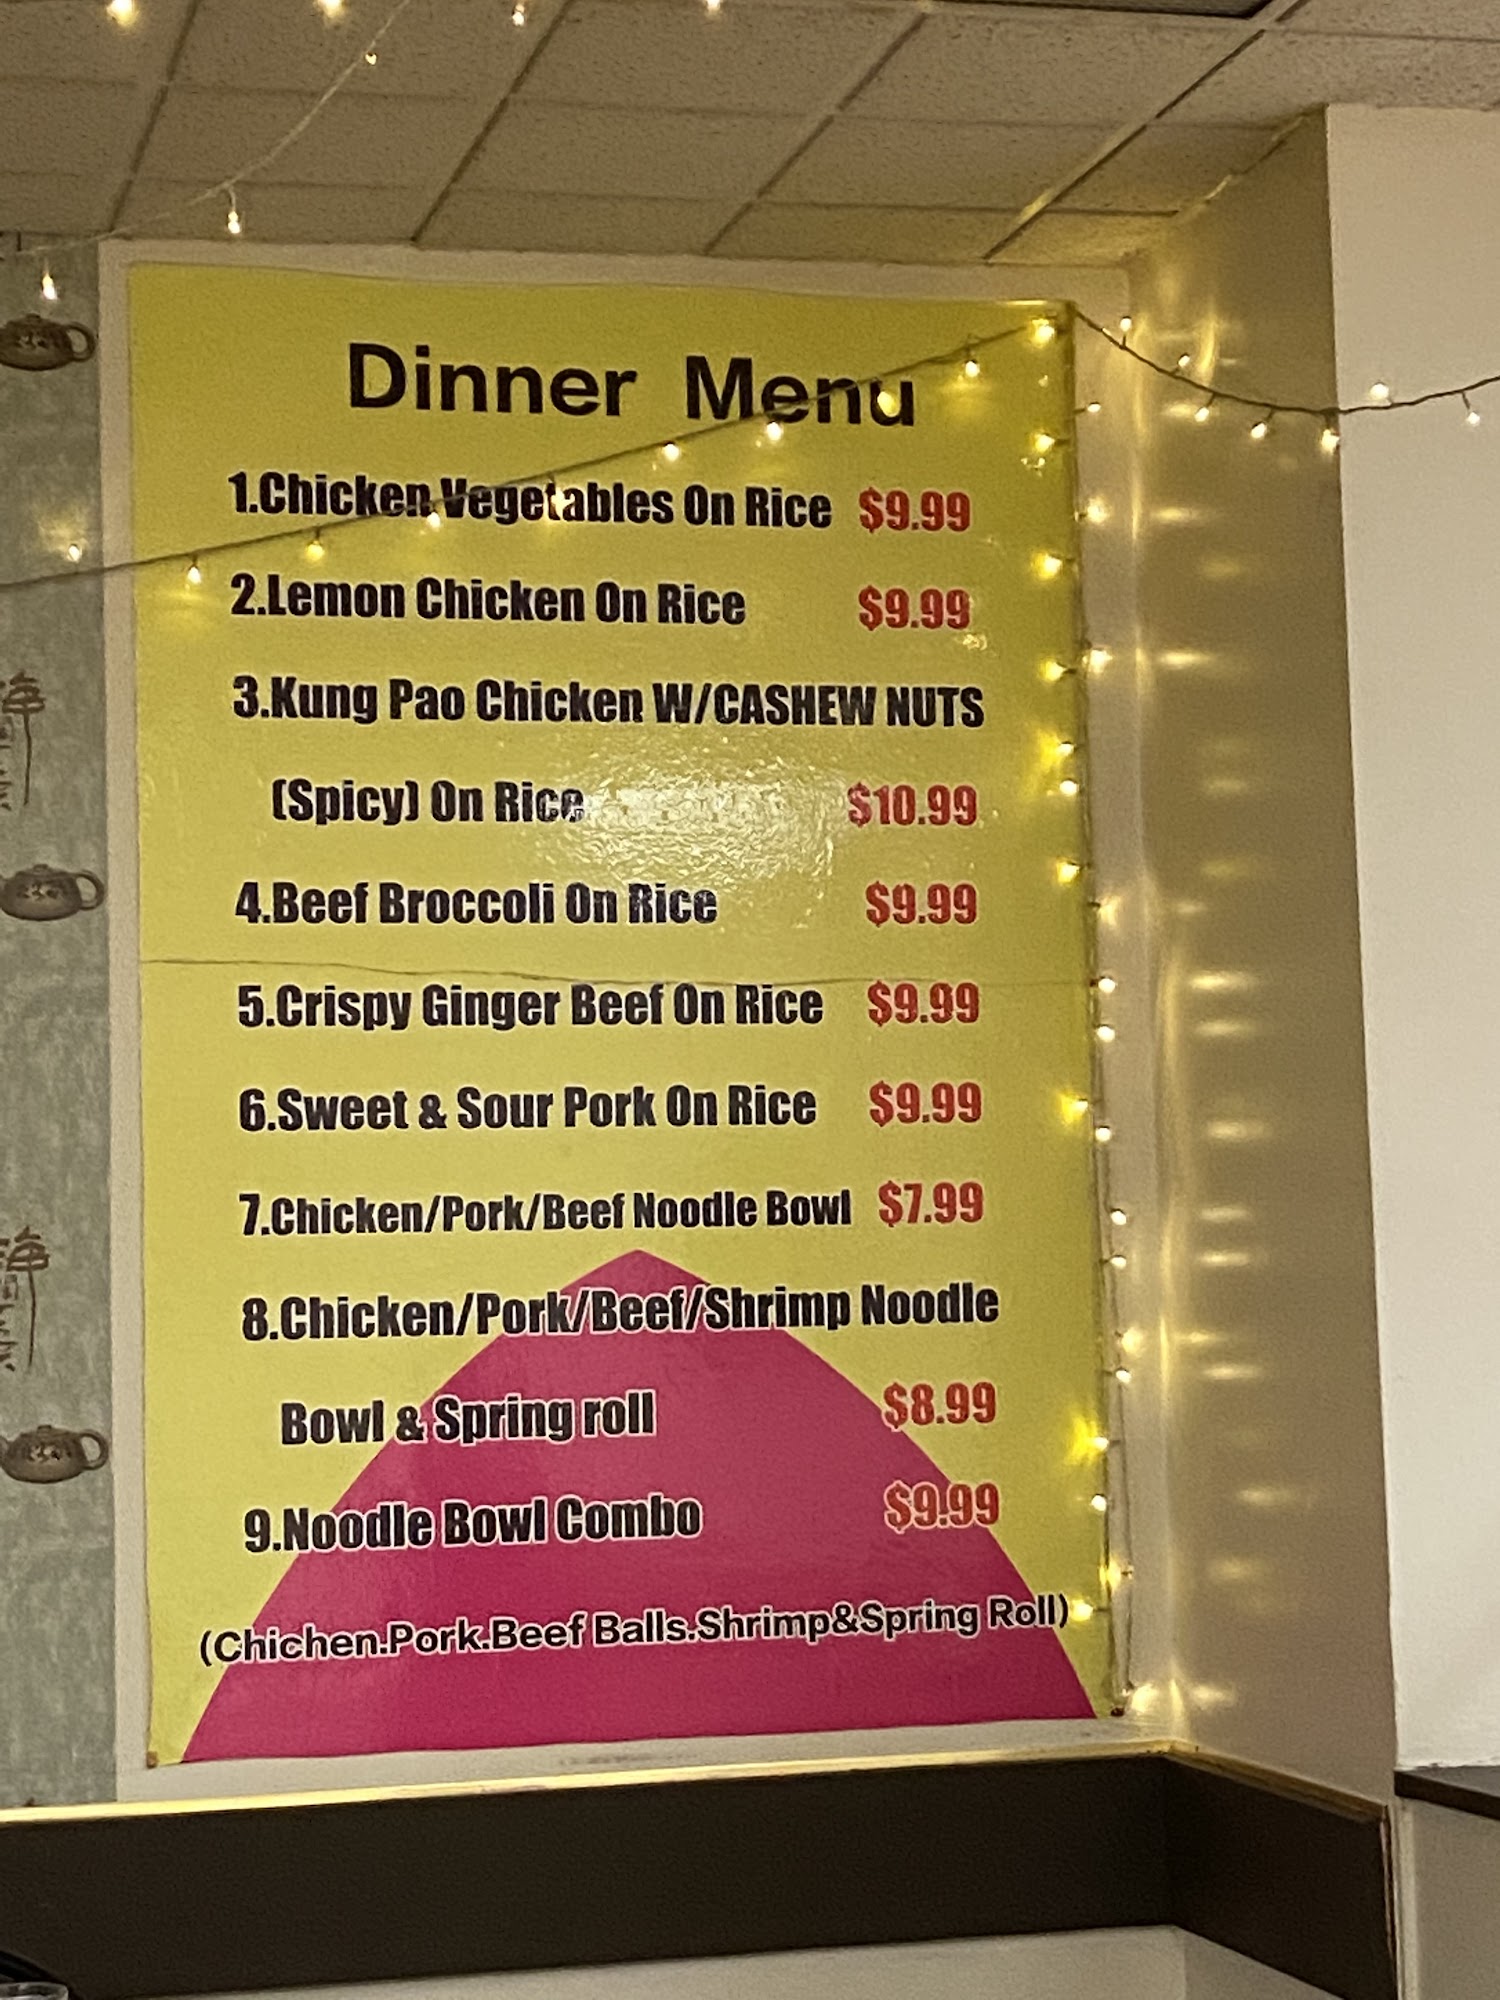 Dinner Menu
1.Chicken Vegetables On Rice $9.99
2.Lemon Chicken On Rice $9.99
3.Kung Pao Chicken W/CASHEW NUTS
(Spicy) On Rice $10.99
4.Beef Broccoli On Rice $9.99
5.Crispy Ginger Beef On Rice $9.99
6.Sweet & Sour Pork On Rice $9.99
7.Chicken/Pork/Beef Noodle Bowl $7.99
8.Chicken/Pork/Beef/Shrimp Noodle
Bowl & Spring roll $8.99
9.Noodle Bowl Combo $9.99
(Chichen.Pork.Beef Balls.Shrimp&Spring Roll)